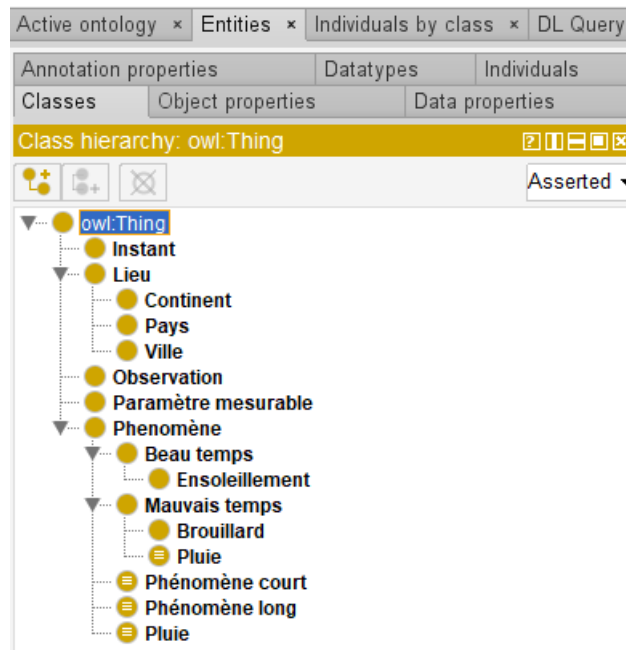 Active ontology × Entities × Individuals by class × DL Query
Annotation properties Datatypes Individuals
Classes Object properties Data properties
Class hierarchy: owl:Thing
Asserted
owl:Thing
Instant
Lieu
Continent
Pays
Ville
Observation
Paramètre mesurable
Phenomène
Beau temps
Ensoleillement
Mauvais temps
Brouillard
Pluie
Phénomène court
Phénomène long
Pluie